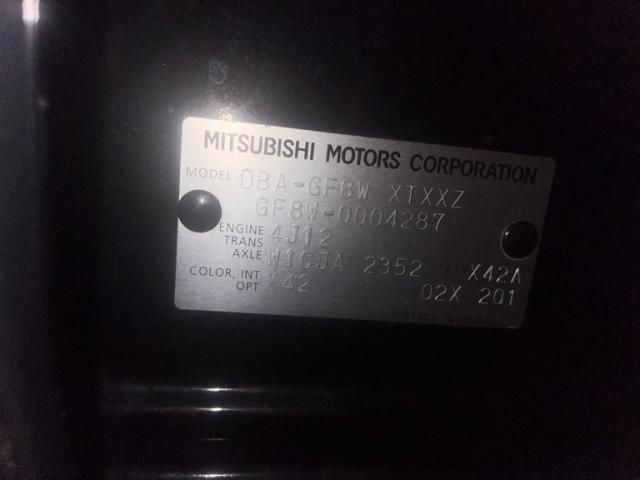 MITSUBISHI MOTORS CORPORATION
MODEL DBA-GF8W XTXXZ
GF8W-0004287
ENGINE 4J12
TRANS
AXLE W1CJA 2352 EXT X42A
COLOR, INT X42 02X 201
OPT